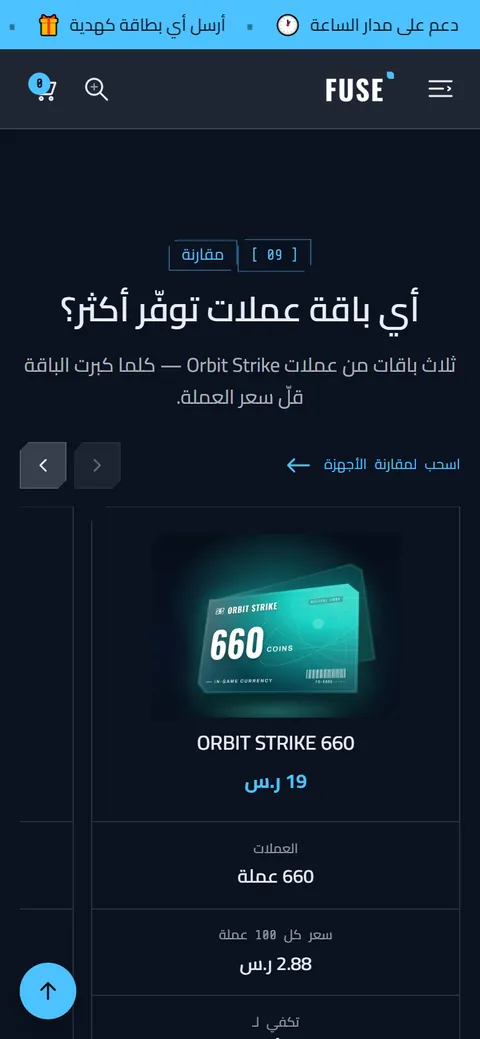 دعم على مدار الساعة
أرسل أي بطاقة كهدية
FUSE
0
[ 09 ]
مقارنة
أي باقة عملات توفّر أكثر؟
ثلاث باقات من عملات Orbit Strike — كلما كبرت الباقة
قلّ سعر العملة.
اسحب لمقارنة الأجهزة
ORBIT STRIKE
660 COINS
IN-GAME CURRENCY
ORBIT STRIKE 660
19 ر.س
العملات
660 عملة
سعر كل 100 عملة
2.88 ر.س
تكفي لـ